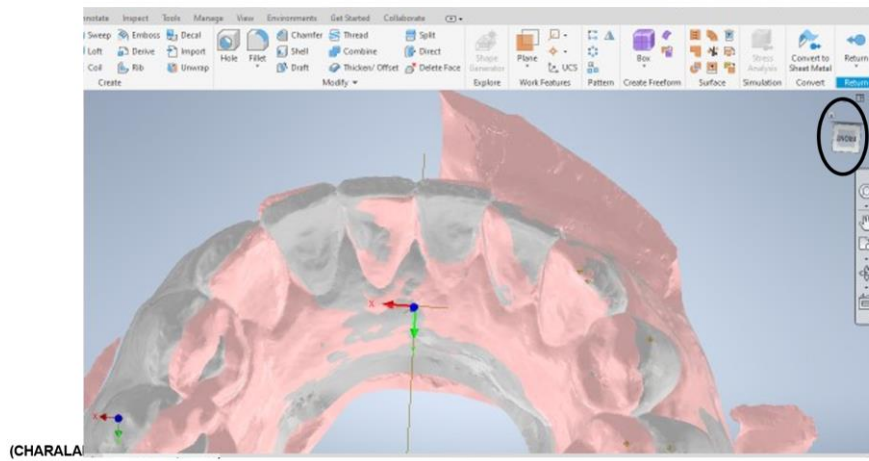 nnotate Inspect Tools Manage View Environments Get Started Collaborate
Sweep Emboss Decal Chamfer Thread Split
Loft Derive Import Shell Combine Direct
Coil Rib Unwrap Hole Fillet Draft Thicken/ Offset Delete Face Shape Generator Plane UCS Box Stress Analysis Convert to Sheet Metal Return
Create Modify Explore Work Features Pattern Create Freeform Surface Simulation Convert Return
X
X
(CHARALA